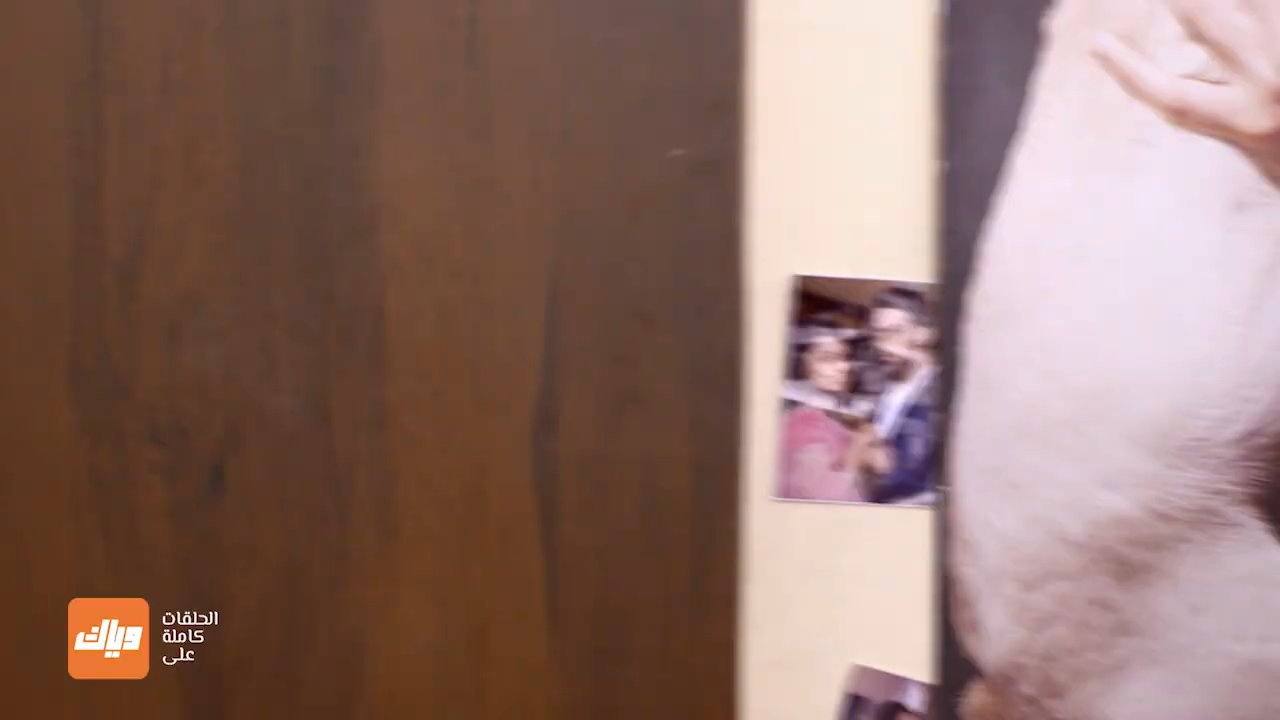 وياك
الحلقات
كاملة
على